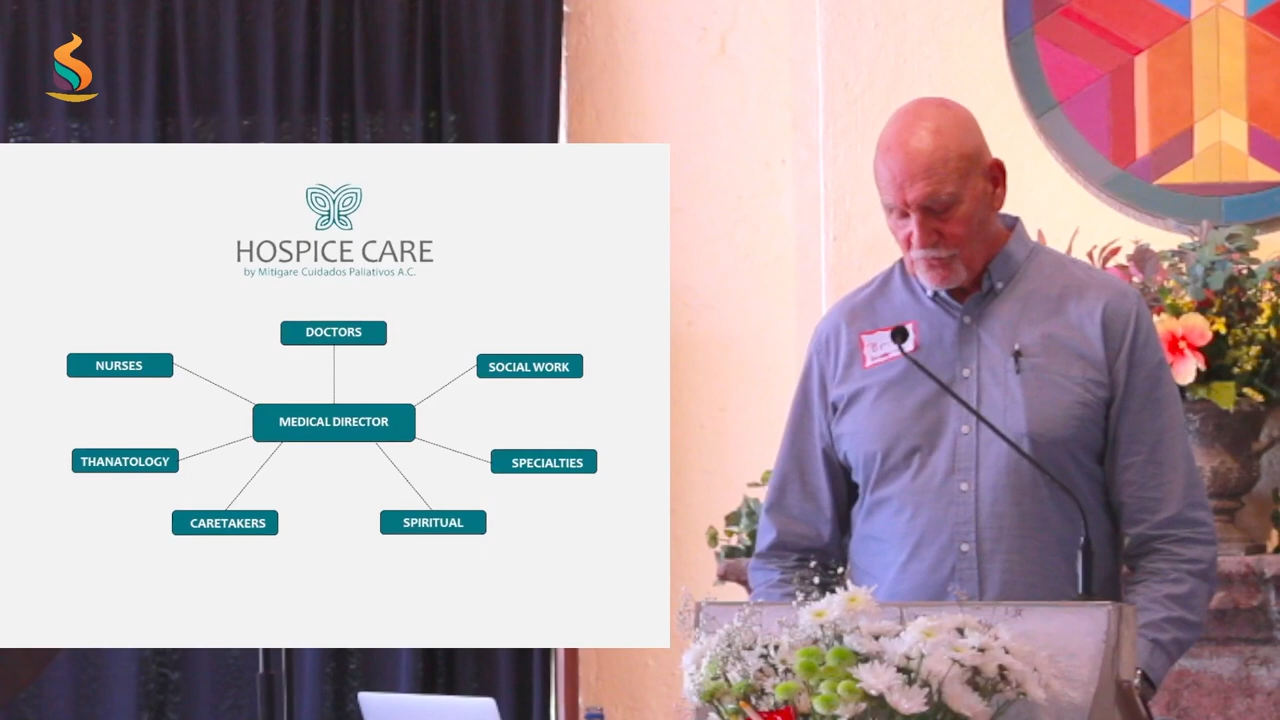 HOSPICE CARE
by Mitigare Cuidados Paliativos A.C.
DOCTORS
NURSES
SOCIAL WORK
MEDICAL DIRECTOR
THANATOLOGY
SPECIALTIES
CARETAKERS
SPIRITUAL